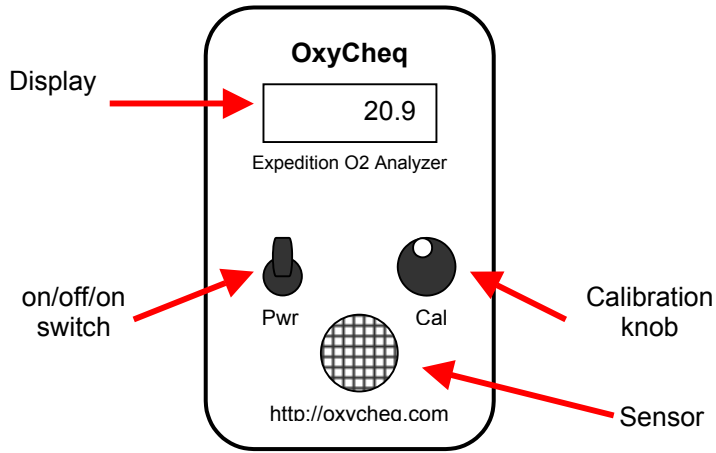 OxyCheq
Display
20.9
Expedition O2 Analyzer
on/off/on
switch
Pwr
Cal
Calibration
knob
http://oxycheq.com
Sensor